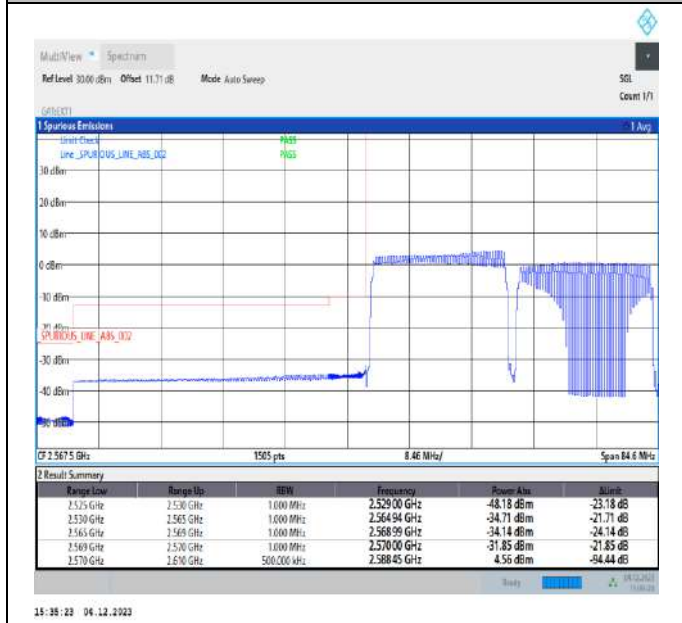 MultiView Spectrum
Ref Level 30.00 dBm Offset 11.71 dB Mode Auto Sweep SGL
Count 1/1
1 Spurious Emissions 1 Avg
Limit Check PASS
Line _SPURIOUS_LINE_ABS_002 PASS
30 dBm
20 dBm
10 dBm
0 dBm
-10 dBm
-20 dBm
_SPURIOUS_LINE_ABS_002
-30 dBm
-40 dBm
-50 dBm
CF 2.5675 GHz 1505 pts 8.46 MHz/ Span 84.6 MHz
2 Result Summary
Range Low Range Up RBW Frequency Power Abs ΔLimit
2.525 GHz 2.530 GHz 1.000 MHz 2.52900 GHz -48.18 dBm -23.18 dB
2.530 GHz 2.565 GHz 1.000 MHz 2.56494 GHz -34.71 dBm -21.71 dB
2.565 GHz 2.569 GHz 1.000 MHz 2.56899 GHz -34.14 dBm -24.14 dB
2.569 GHz 2.570 GHz 1.000 MHz 2.57000 GHz -31.85 dBm -21.85 dB
2.570 GHz 2.610 GHz 500.000 kHz 2.58845 GHz 4.56 dBm -94.44 dB
Ready
15:35:23 06.12.2023